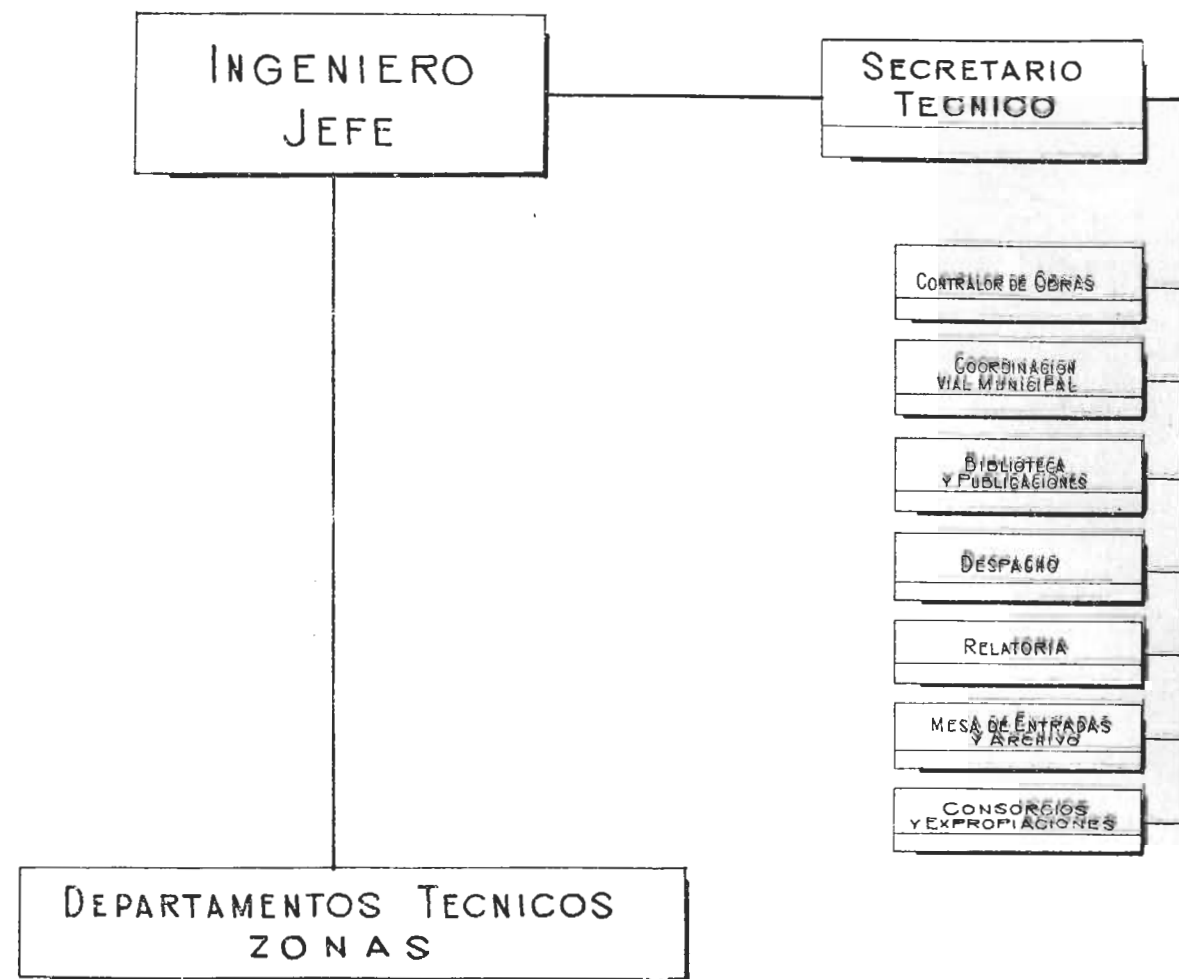 INGENIERO
JEFE
SECRETARIO
TECNICO
CONTRALOR DE OBRAS
COORDINACION
VIAL MUNICIPAL
BIBLIOTECA
Y PUBLICACIONES
DESPACHO
RELATORIA
MESA DE ENTRADAS
Y ARCHIVO
CONSORCIOS
Y EXPROPIACIONES
DEPARTAMENTOS TECNICOS
ZONAS